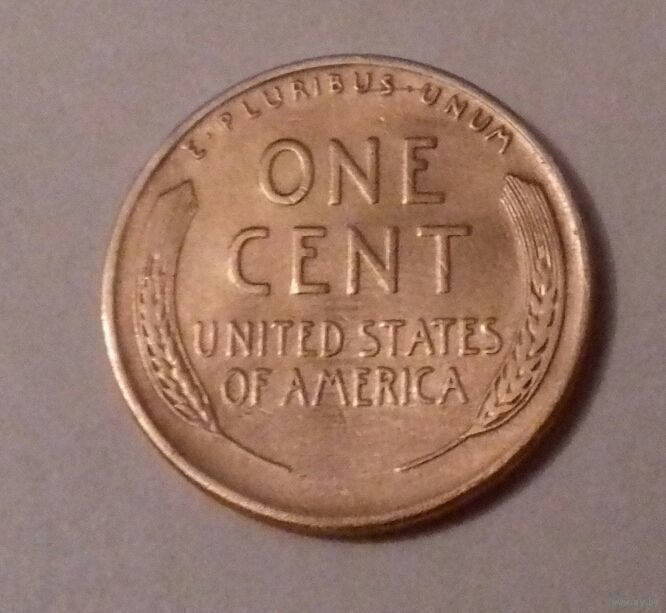 E·PLURIBUS·UNUM
ONE
CENT
UNITED STATES
OF AMERICA